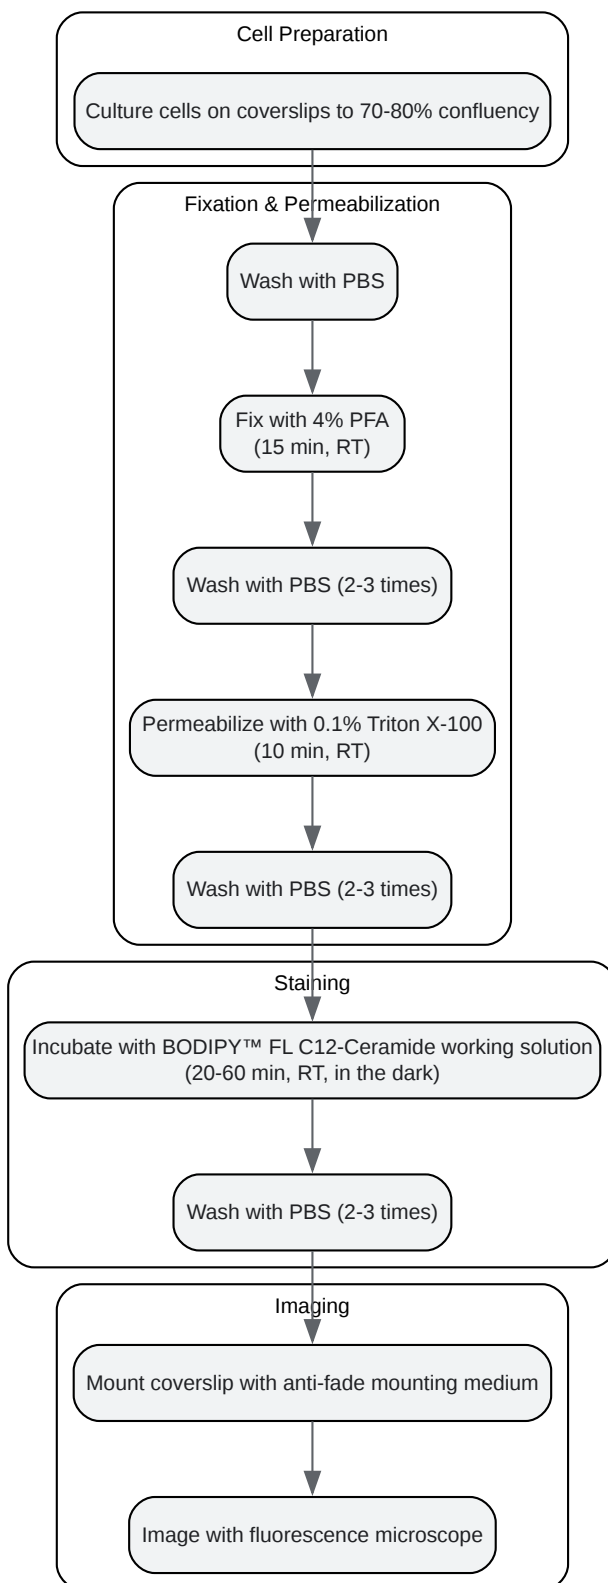 Cell Preparation
Culture cells on coverslips to 70-80% confluency
Fixation & Permeabilization
Wash with PBS
Fix with 4% PFA
(15 min, RT)
Wash with PBS (2-3 times)
Permeabilize with 0.1% Triton X-100
(10 min, RT)
Wash with PBS (2-3 times)
Staining
Incubate with BODIPY™ FL C12-Ceramide working solution
(20-60 min, RT, in the dark)
Wash with PBS (2-3 times)
Imaging
Mount coverslip with anti-fade mounting medium
Image with fluorescence microscope